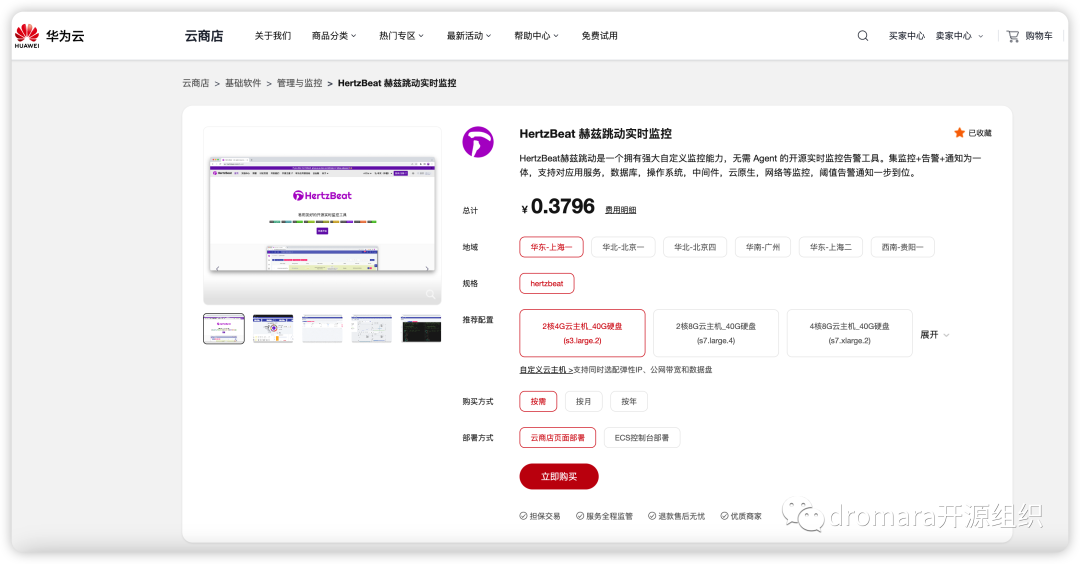 HUAWEI
华为云
云商店
关于我们
商品分类
热门专区
最新活动
帮助中心
免费试用
买家中心
卖家中心
购物车
云商店 > 基础软件 > 管理与监控 > HertzBeat 赫兹跳动实时监控
HertzBeat
HertzBeat 赫兹跳动实时监控
已收藏
HertzBeat赫兹跳动是一个拥有强大自定义监控能力，无需 Agent 的开源实时监控告警工具。集监控+告警+通知为一
体，支持对应用服务，数据库，操作系统，中间件，云原生，网络等监控，阈值告警通知一步到位。
总计
¥ 0.3796 费用明细
地域
华东-上海一
华北-北京一
华北-北京四
华南-广州
华东-上海二
西南-贵阳一
规格
hertzbeat
推荐配置
2核4G云主机_40G硬盘
(s3.large.2)
2核8G云主机_40G硬盘
(s7.large.4)
4核8G云主机_40G硬盘
(s7.xlarge.2)
展开
自定义云主机 >支持同时选配弹性IP、公网带宽和数据盘
购买方式
按需
按月
按年
部署方式
云商店页面部署
ECS控制台部署
立即购买
担保交易
服务全程监管
退款售后无忧
优质商家
dromara开源组织